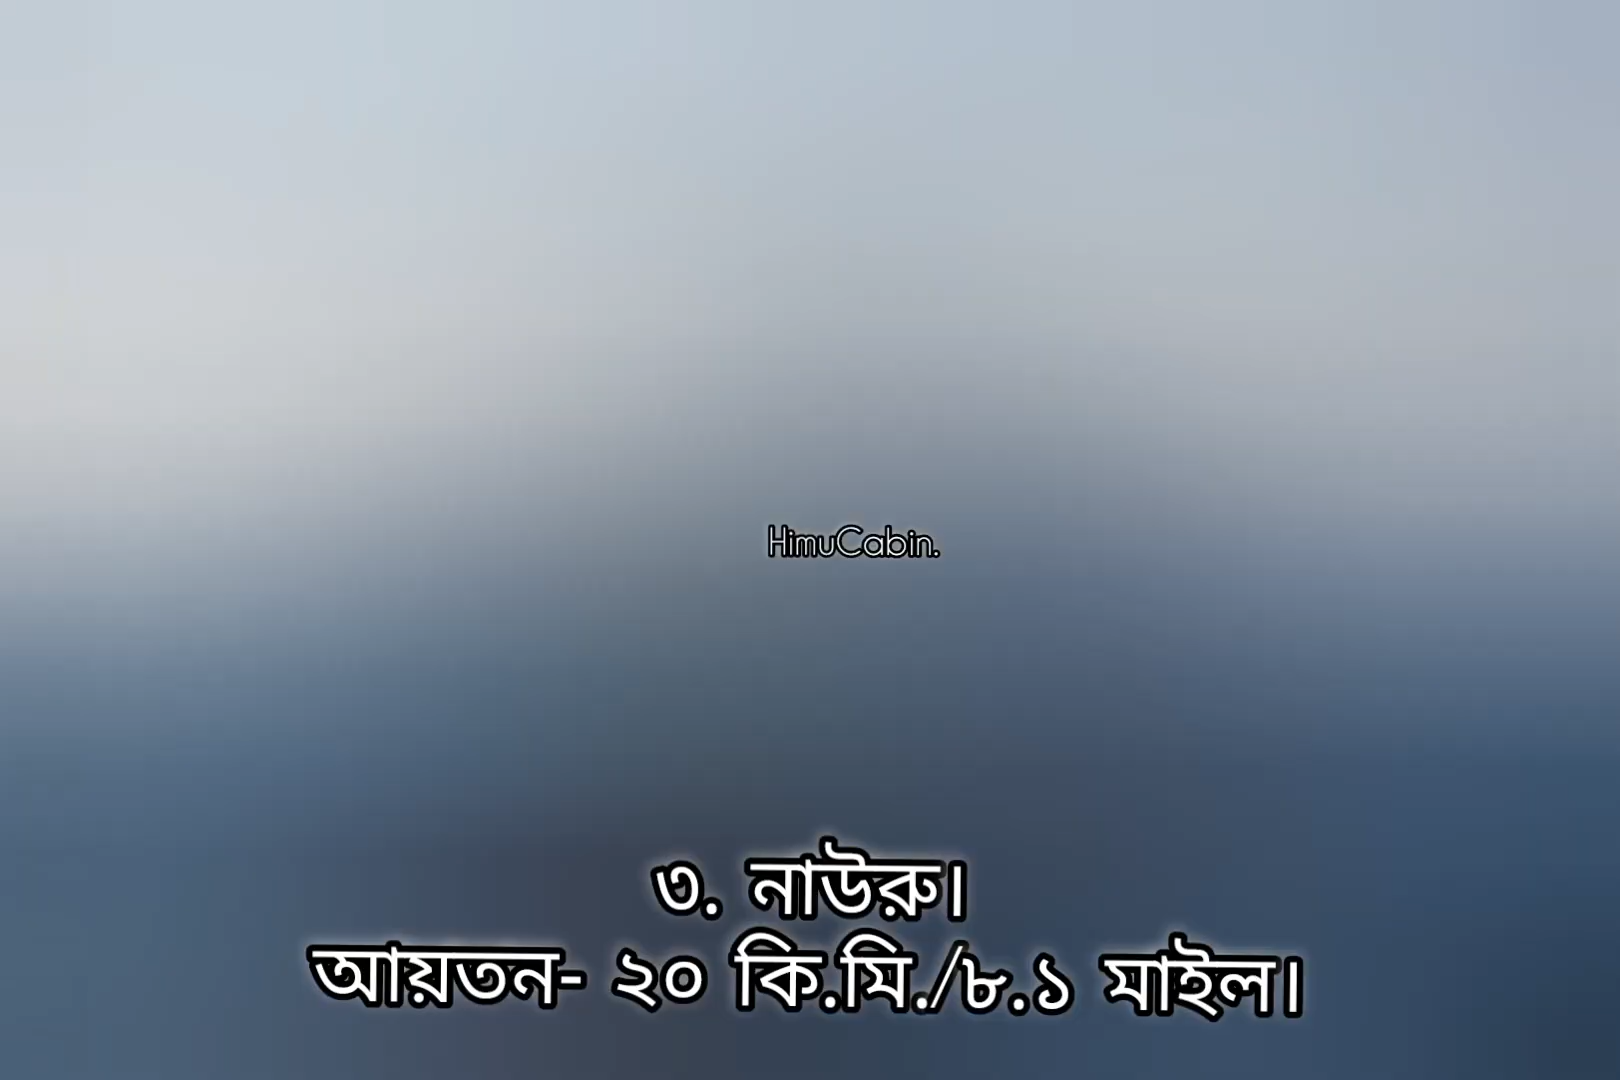 HimuCabin.
৩. নাউরু।
আয়তন- ২০ কি.মি./৮.১ মাইল।